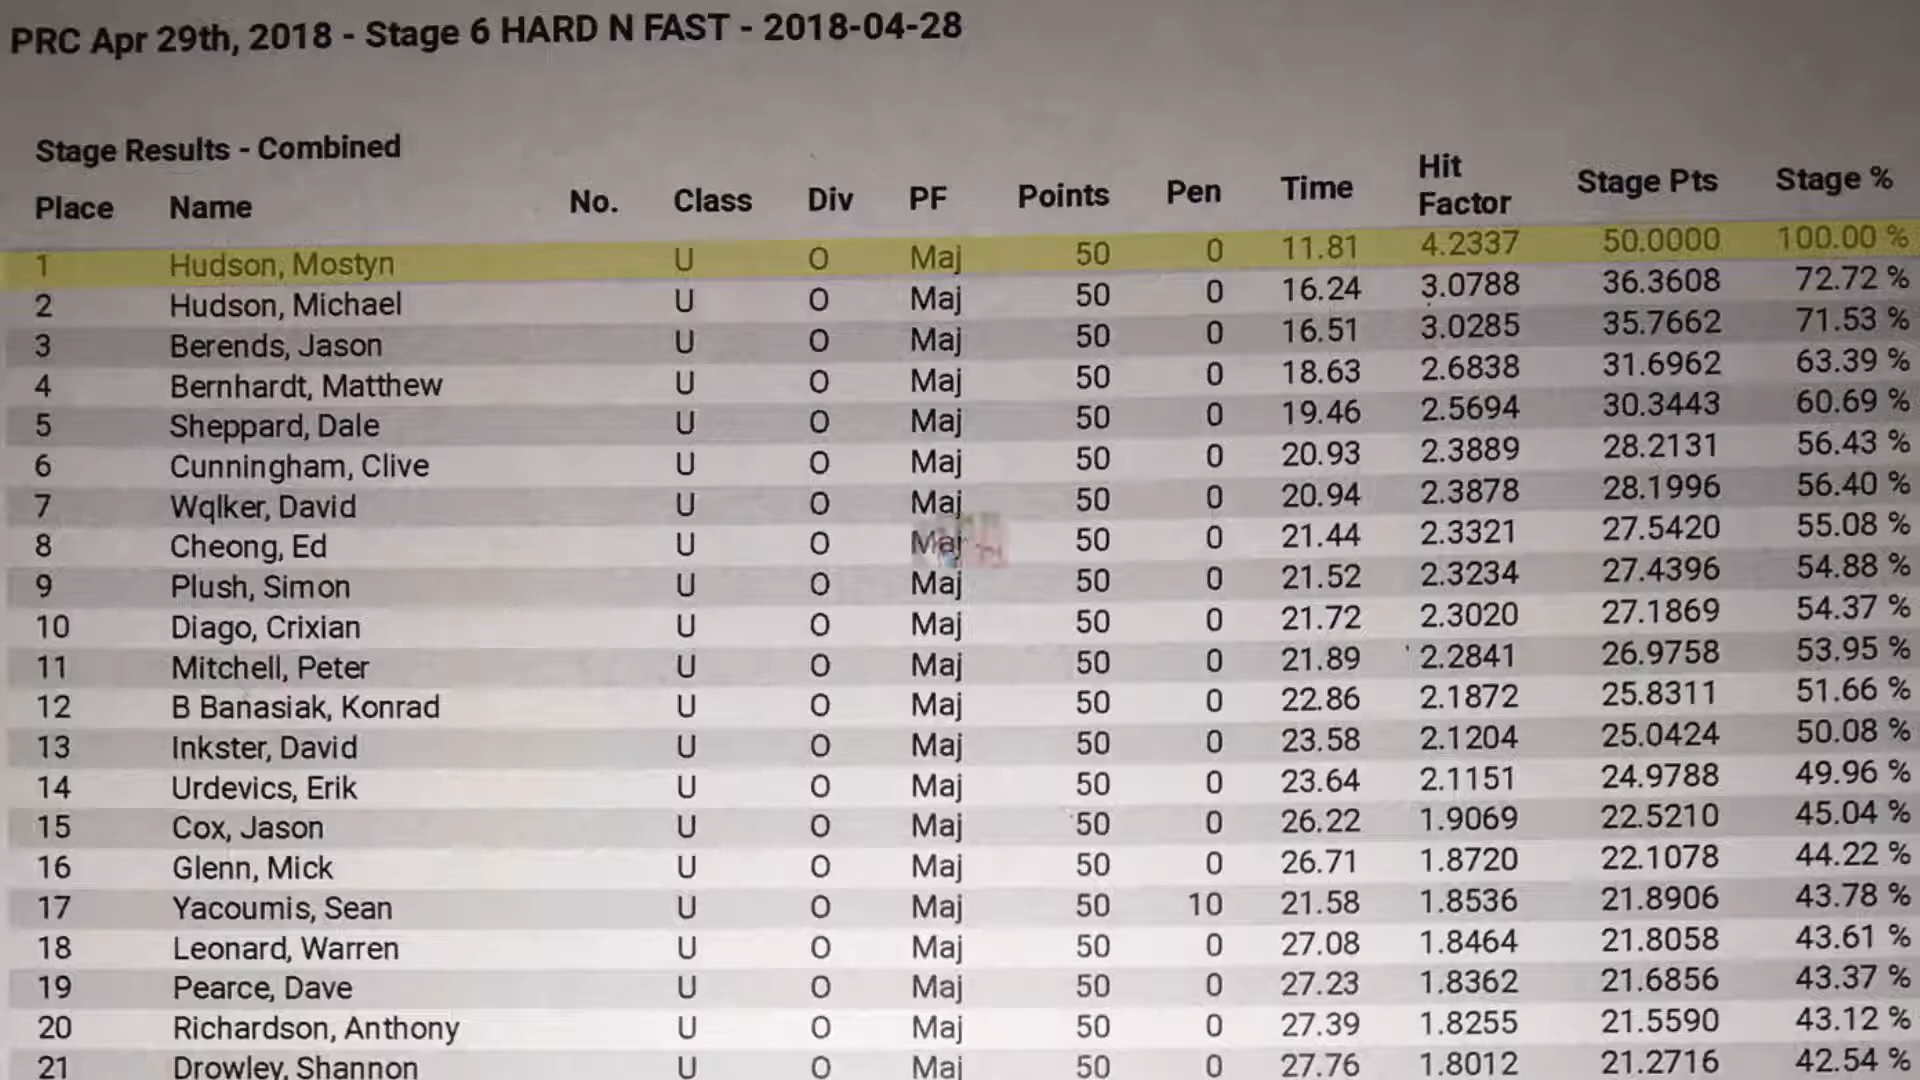 PRC Apr 29th, 2018 - Stage 6 HARD N FAST - 2018-04-28
Stage Results - Combined
Place Name No. Class Div PF Points Pen Time Hit Factor Stage Pts Stage %
1 Hudson, Mostyn U O Maj 50 0 11.81 4.2337 50.0000 100.00 %
2 Hudson, Michael U O Maj 50 0 16.24 3.0788 36.3608 72.72 %
3 Berends, Jason U O Maj 50 0 16.51 3.0285 35.7662 71.53 %
4 Bernhardt, Matthew U O Maj 50 0 18.63 2.6838 31.6962 63.39 %
5 Sheppard, Dale U O Maj 50 0 19.46 2.5694 30.3443 60.69 %
6 Cunningham, Clive U O Maj 50 0 20.93 2.3889 28.2131 56.43 %
7 Wqlker, David U O Maj 50 0 20.94 2.3878 28.1996 56.40 %
8 Cheong, Ed U O Maj 50 0 21.44 2.3321 27.5420 55.08 %
9 Plush, Simon U O Maj 50 0 21.52 2.3234 27.4396 54.88 %
10 Diago, Crixian U O Maj 50 0 21.72 2.3020 27.1869 54.37 %
11 Mitchell, Peter U O Maj 50 0 21.89 2.2841 26.9758 53.95 %
12 B Banasiak, Konrad U O Maj 50 0 22.86 2.1872 25.8311 51.66 %
13 Inkster, David U O Maj 50 0 23.58 2.1204 25.0424 50.08 %
14 Urdevics, Erik U O Maj 50 0 23.64 2.1151 24.9788 49.96 %
15 Cox, Jason U O Maj 50 0 26.22 1.9069 22.5210 45.04 %
16 Glenn, Mick U O Maj 50 0 26.71 1.8720 22.1078 44.22 %
17 Yacoumis, Sean U O Maj 50 10 21.58 1.8536 21.8906 43.78 %
18 Leonard, Warren U O Maj 50 0 27.08 1.8464 21.8058 43.61 %
19 Pearce, Dave U O Maj 50 0 27.23 1.8362 21.6856 43.37 %
20 Richardson, Anthony U O Maj 50 0 27.39 1.8255 21.5590 43.12 %
21 Drowley, Shannon U O Maj 50 0 27.76 1.8012 21.2716 42.54 %